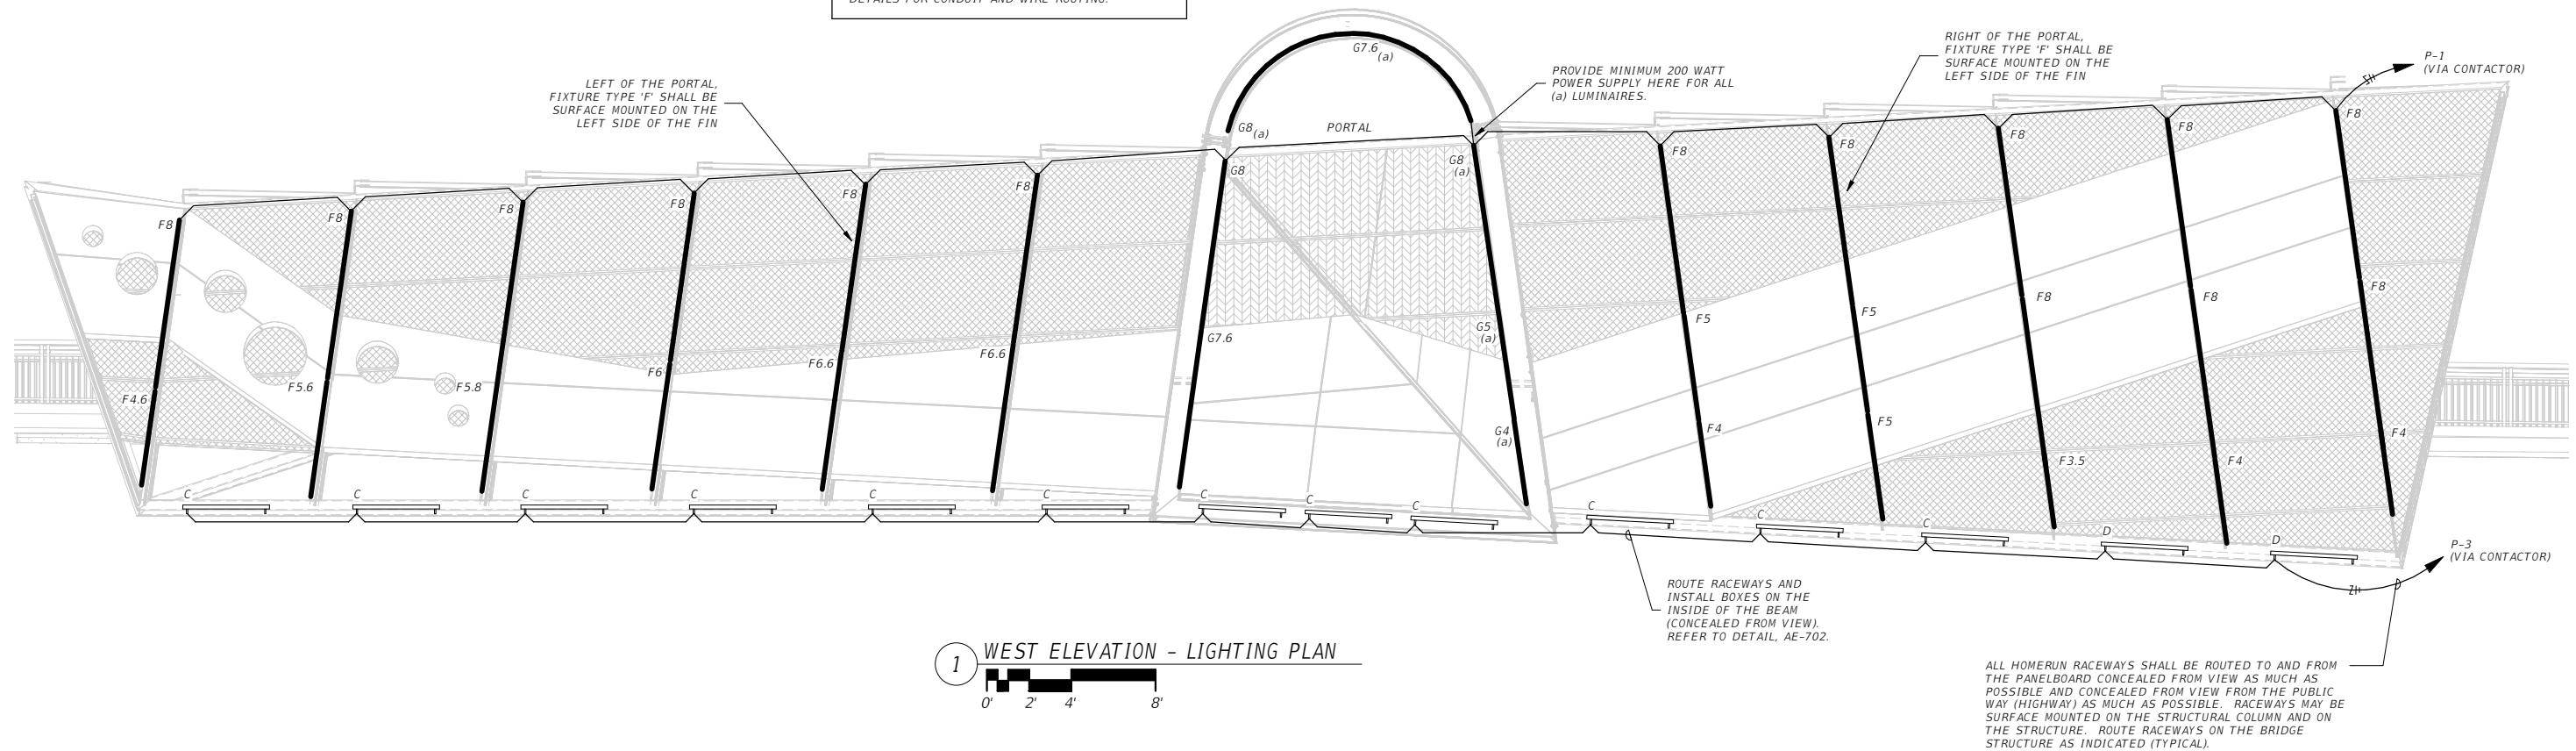 DETAILS FOR CONDUIT AND WIRE ROUTING.
LEFT OF THE PORTAL,
FIXTURE TYPE 'F' SHALL BE
SURFACE MOUNTED ON THE
LEFT SIDE OF THE FIN
G7.6
(a)
PROVIDE MINIMUM 200 WATT
POWER SUPPLY HERE FOR ALL
(a) LUMINAIRES.
RIGHT OF THE PORTAL,
FIXTURE TYPE 'F' SHALL BE
SURFACE MOUNTED ON THE
LEFT SIDE OF THE FIN
P-1
(VIA CONTACTOR)
G8
(a)
PORTAL
F8
F8
F8
F8
F8
F8
G8
G8
(a)
F8
F8
F8
F8
F8
F4.6
F5.6
F5.8
F6
F6.6
F6.6
G7.6
G5
(a)
G4
(a)
F5
F4
F5
F5
F8
F3.5
F8
F4
F8
F4
C
C
C
C
C
C
C
C
C
C
C
C
D
D
P-3
(VIA CONTACTOR)
ROUTE RACEWAYS AND
INSTALL BOXES ON THE
INSIDE OF THE BEAM
(CONCEALED FROM VIEW).
REFER TO DETAIL, AE-702.
1
WEST ELEVATION - LIGHTING PLAN
0' 2' 4' 8'
ALL HOMERUN RACEWAYS SHALL BE ROUTED TO AND FROM
THE PANELBOARD CONCEALED FROM VIEW AS MUCH AS
POSSIBLE AND CONCEALED FROM VIEW FROM THE PUBLIC
WAY (HIGHWAY) AS MUCH AS POSSIBLE. RACEWAYS MAY BE
SURFACE MOUNTED ON THE STRUCTURAL COLUMN AND ON
THE STRUCTURE. ROUTE RACEWAYS ON THE BRIDGE
STRUCTURE AS INDICATED (TYPICAL).